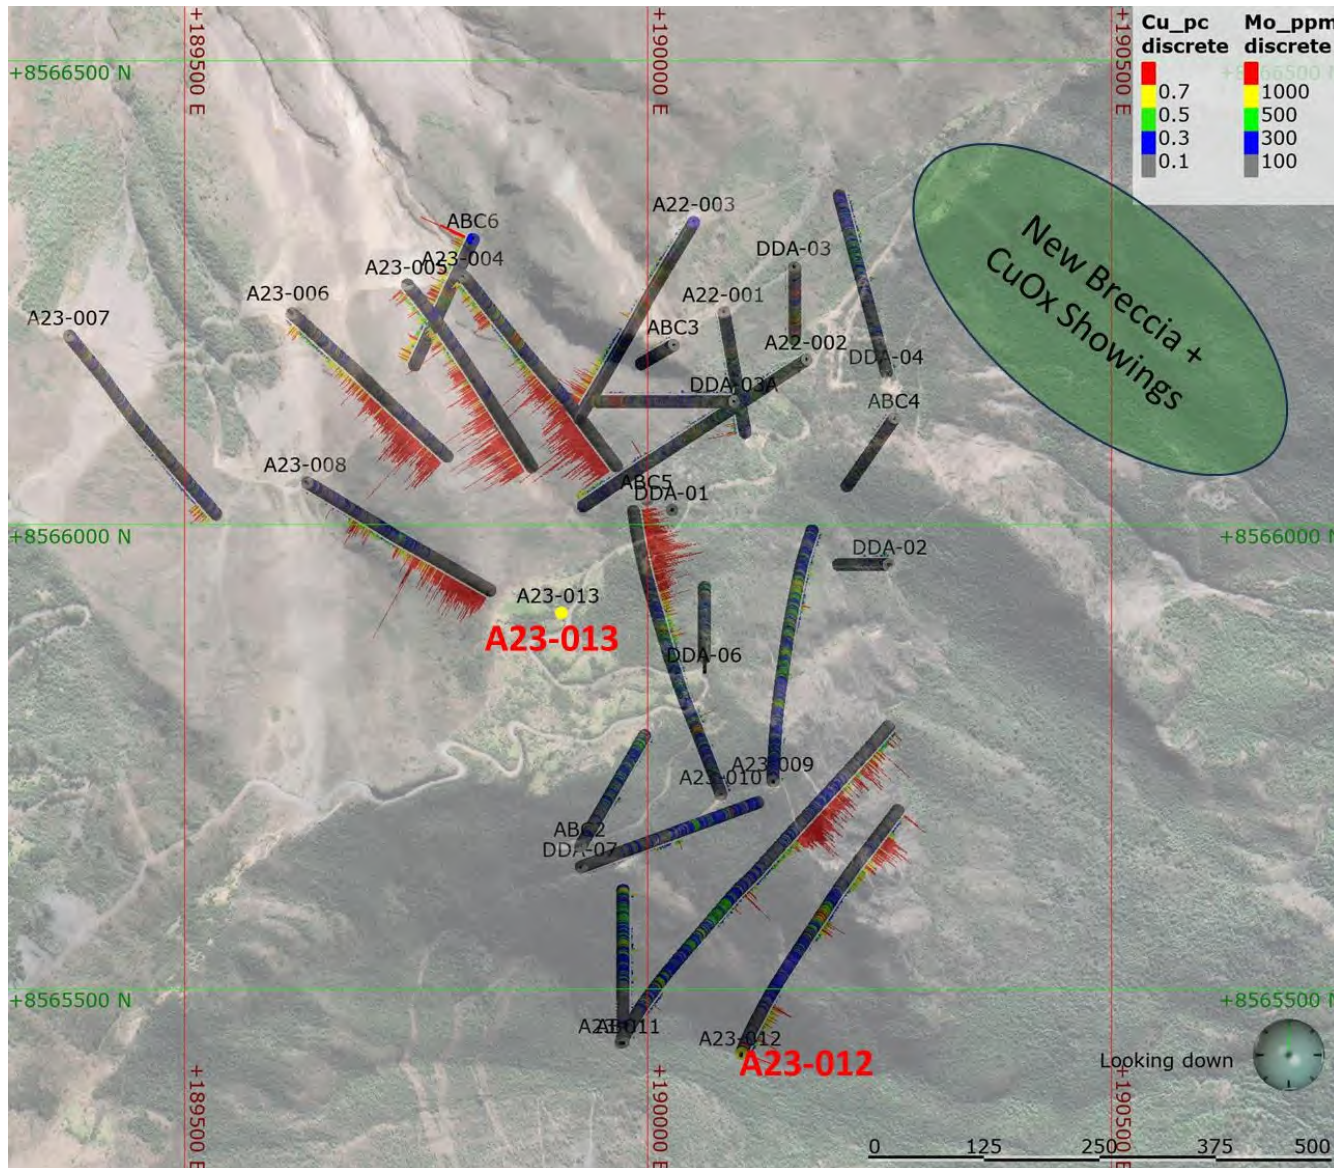 Cu_pc
discrete
0.7
0.5
0.3
0.1
Mo_ppm
discrete
1000
500
300
100
+189500 E
+190000 E
+190500 E
+8566500 N
+8566500 N
ABC6
A22-003
A23-004
A23-005
DDA-03
A23-006
A22-001
A23-007
ABC3
A22-002
DDA-04
DDA-03A
ABC4
New Breccia +
CuOx Showings
A23-008
ABC5
DDA-01
+8566000 N
+8566000 N
DDA-02
A23-013
A23-013
DDA-06
A23-009
A23-010
ABC2
DDA-07
+8565500 N
+8565500 N
A23-012
A23-012
Looking down
+189500 E
+190000 E
+190500 E
0
125
250
375
500